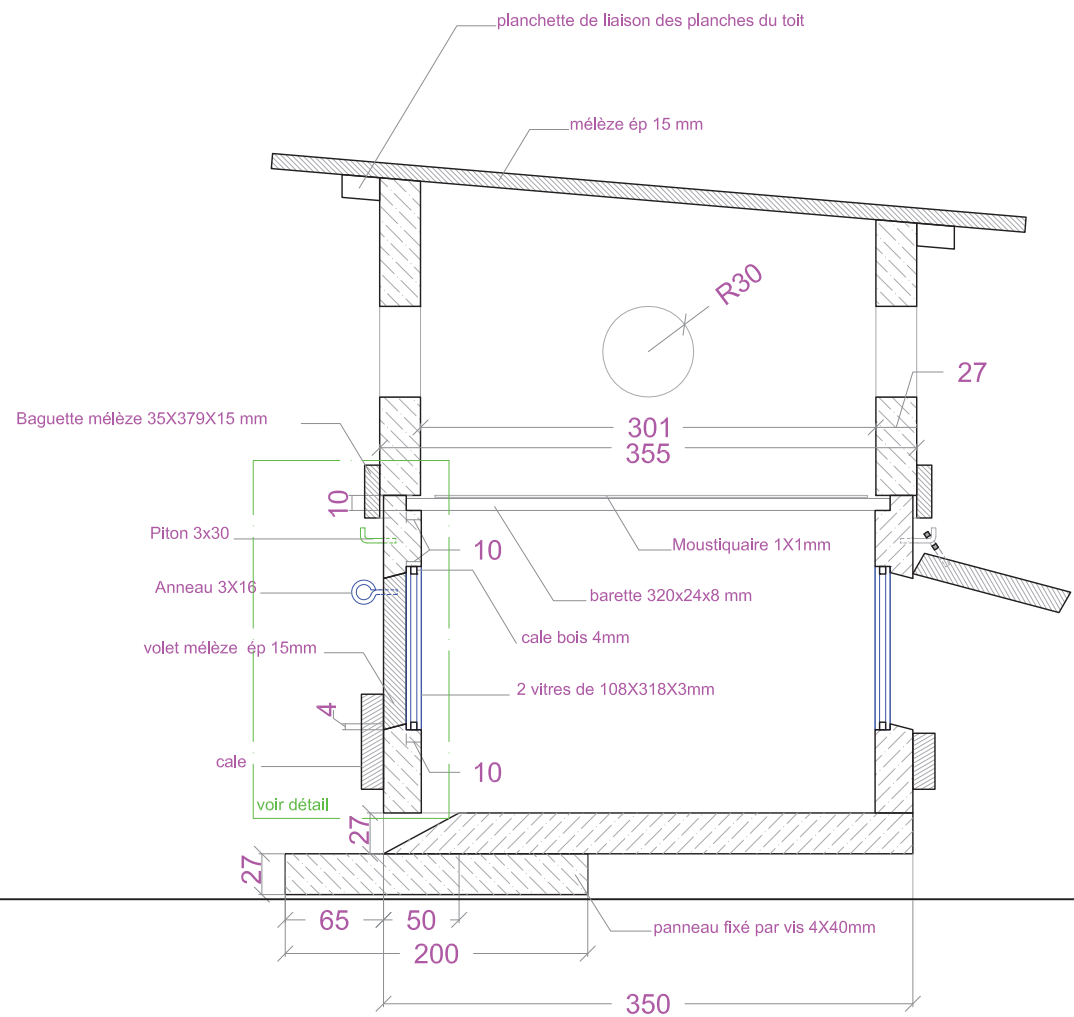 planchette de liaison des planches du toit
mélèze ép 15 mm
R30
27
Baguette mélèze 35X379X15 mm
301
355
10
Piton 3x30
10
Moustiquaire 1X1mm
Anneau 3X16
barette 320x24x8 mm
cale bois 4mm
volet mélèze ép 15mm
2 vitres de 108X318X3mm
4
cale
10
voir détail
27
27
65
50
panneau fixé par vis 4X40mm
200
350